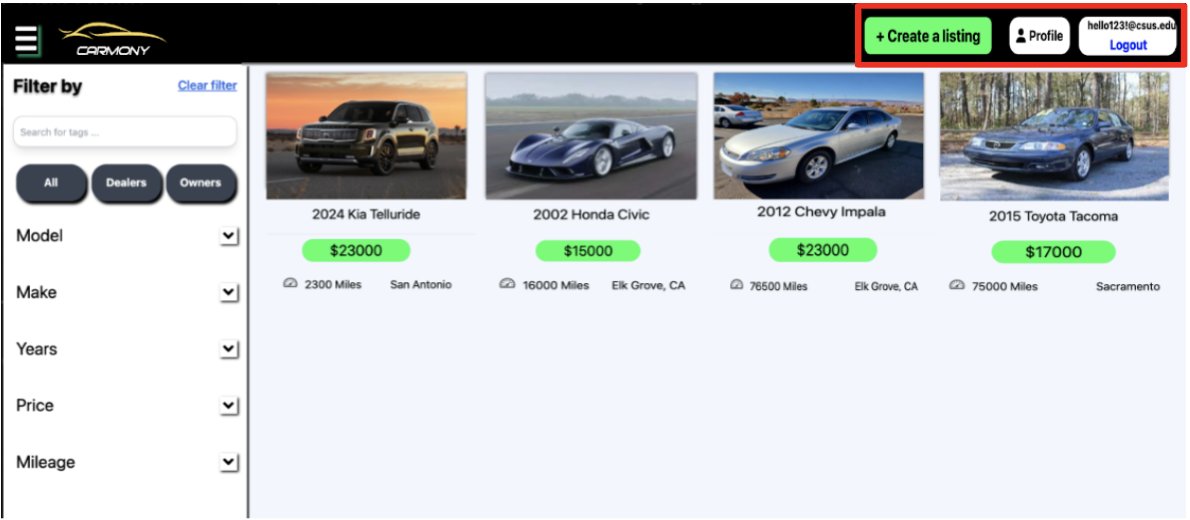 CARMONY
+ Create a listing
Profile
hello123!@csus.edu
Logout
Filter by
Clear filter
Search for tags ...
All
Dealers
Owners
Model
Make
Years
Price
Mileage
2024 Kia Telluride
$23000
2300 Miles
San Antonio
2002 Honda Civic
$15000
16000 Miles
Elk Grove, CA
2012 Chevy Impala
$23000
76500 Miles
Elk Grove, CA
2015 Toyota Tacoma
$17000
75000 Miles
Sacramento